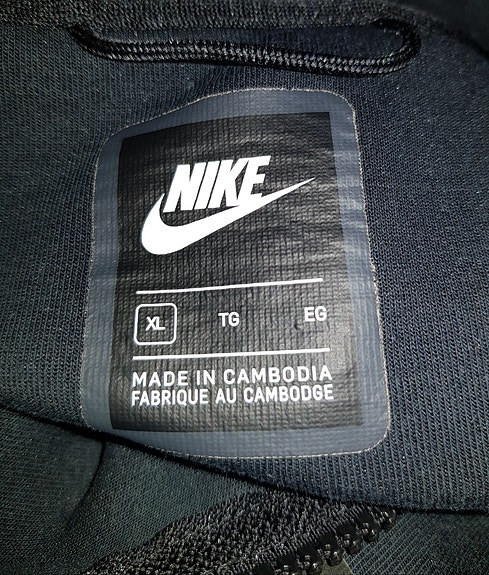 NIKE
XL TG EG
MADE IN CAMBODIA
FABRIQUE AU CAMBODGE